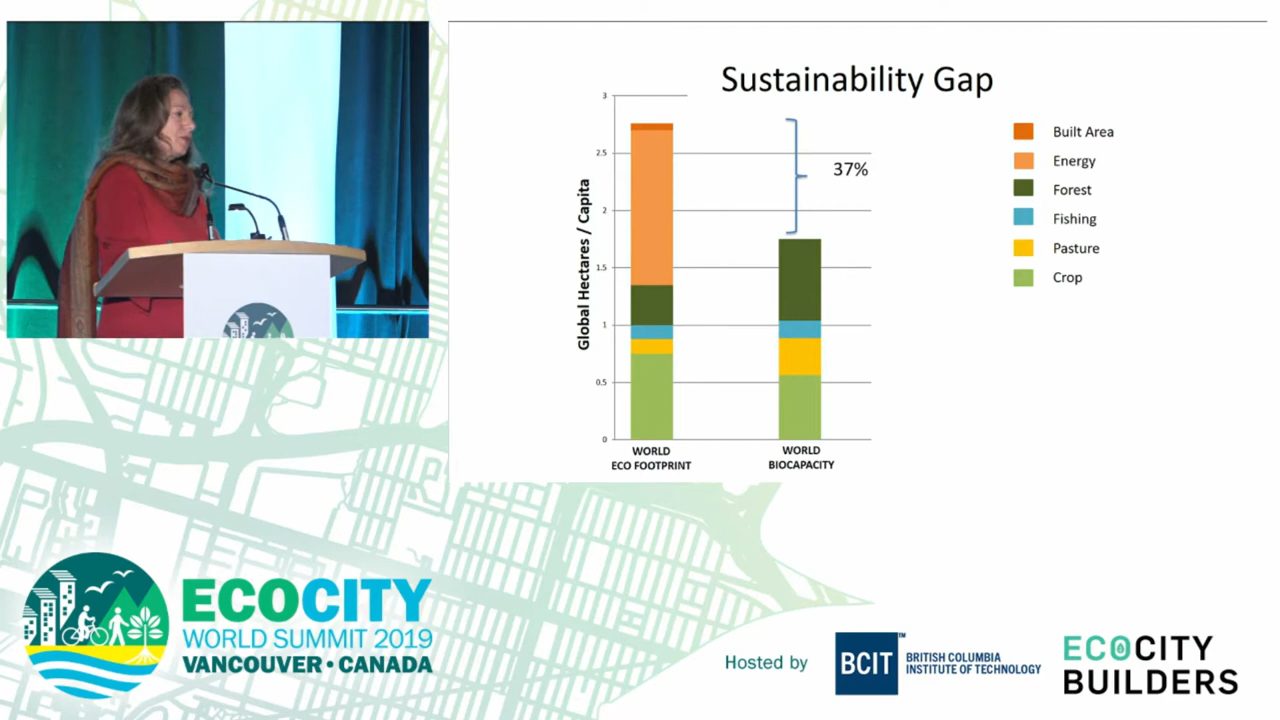 Sustainability Gap
3
2.5
2
1.5
1
0.5
0
Global Hectares / Capita
37%
WORLD
ECO FOOTPRINT
WORLD
BIOCAPACITY
Built Area
Energy
Forest
Fishing
Pasture
Crop
ECOCITY
WORLD SUMMIT 2019
VANCOUVER • CANADA
Hosted by
BCIT™
BRITISH COLUMBIA
INSTITUTE OF TECHNOLOGY
ECOCITY
BUILDERS